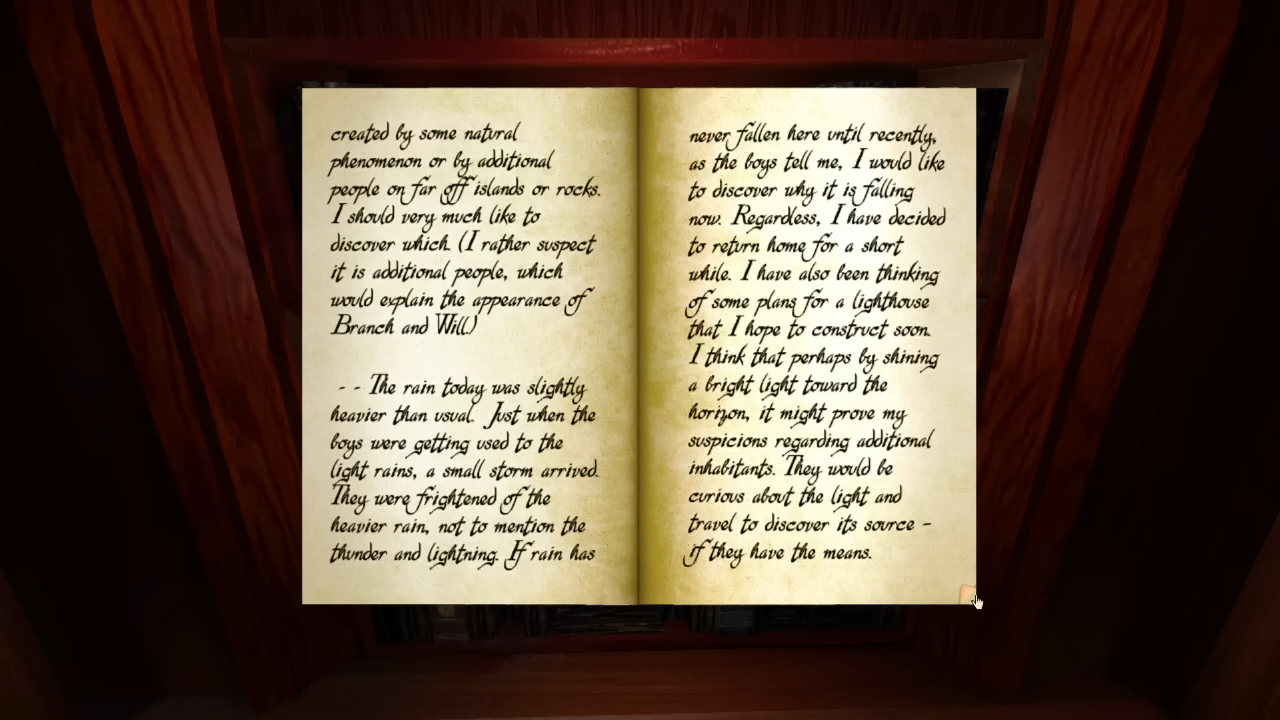 created by some natural
phenomenon or by additional
people on far off islands or rocks.
I should very much like to
discover which. (I rather suspect
it is additional people, which
would explain the appearance of
Branch and Will)
- - The rain today was slightly
heavier than usual. Just when the
boys were getting used to the
light rains, a small storm arrived.
They were frightened of the
heavier rain, not to mention the
thunder and lightning. If rain has
never fallen here until recently,
as the boys tell me, I would like
to discover why it is falling
now. Regardless, I have decided
to return home for a short
while. I have also been thinking
of some plans for a lighthouse
that I hope to construct soon.
I think that perhaps by shining
a bright light toward the
horizon, it might prove my
suspicions regarding additional
inhabitants. They would be
curious about the light and
travel to discover its source -
if they have the means.